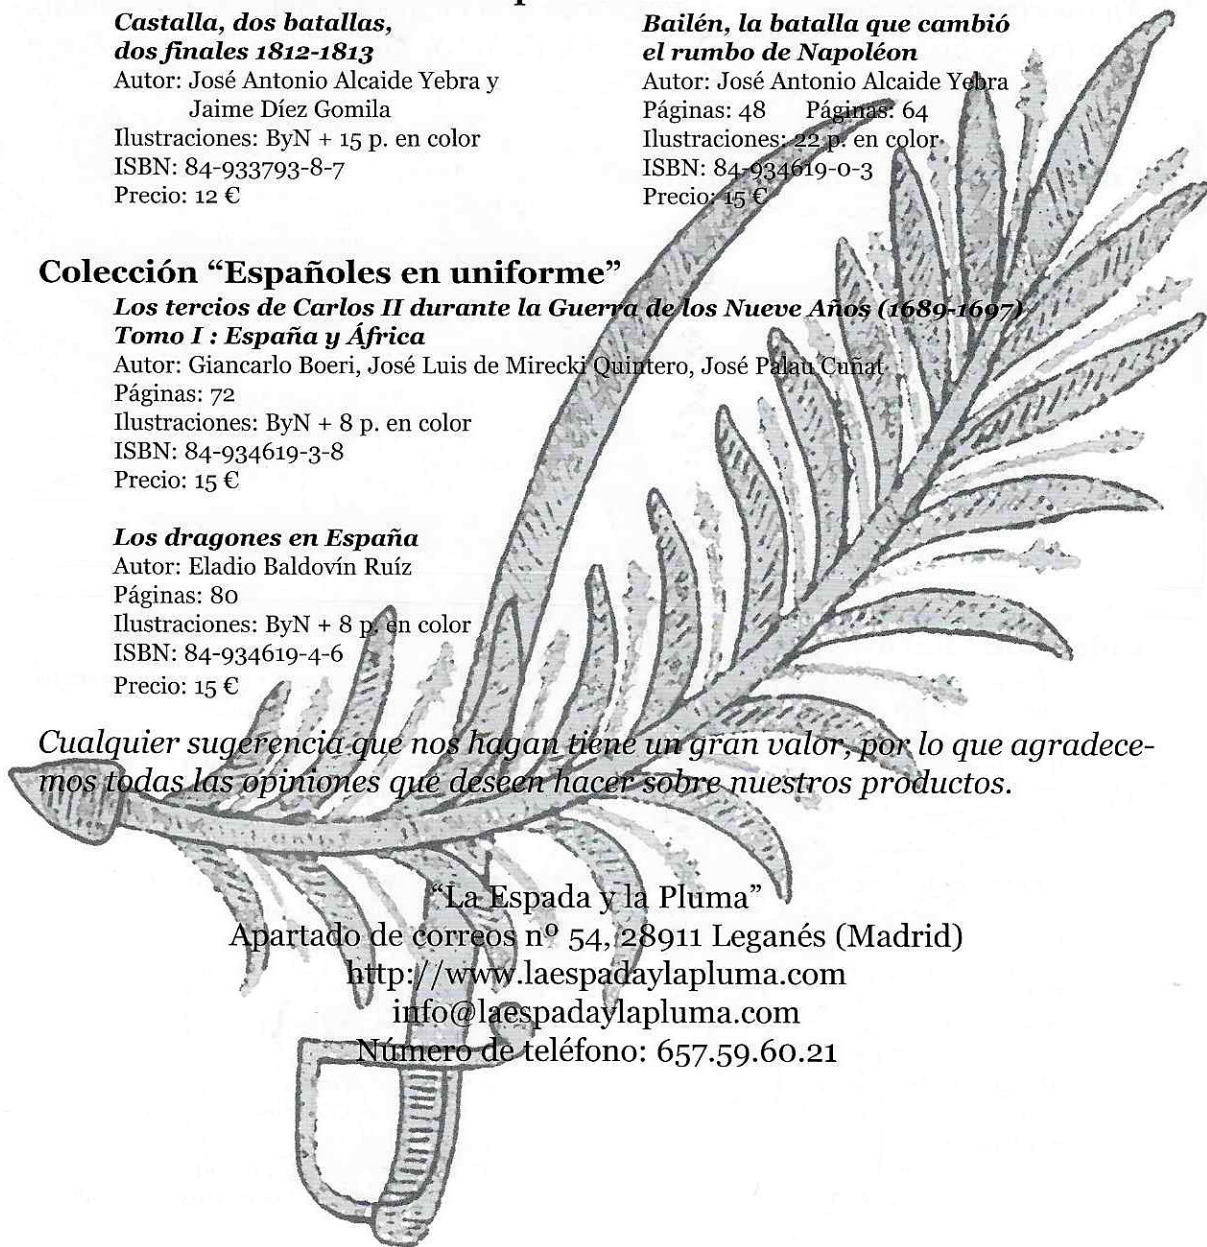 Castalla, dos batallas,
dos finales 1812-1813
Autor: José Antonio Alcaide Yebra y
Jaime Díez Gomila
Ilustraciones: ByN + 15 p. en color
ISBN: 84-933793-8-7
Precio: 12 €
Bailén, la batalla que cambió
el rumbo de Napoléon
Autor: José Antonio Alcaide Yebra
Páginas: 48 Páginas: 64
Ilustraciones: 22 p. en color
ISBN: 84-934619-0-3
Precio: 15 €
Colección “Españoles en uniforme”
Los tercios de Carlos II durante la Guerra de los Nueve Años (1689-1697)
Tomo I : España y África
Autor: Giancarlo Boeri, José Luis de Mirecki Quintero, José Palau Cuñat
Páginas: 72
Ilustraciones: ByN + 8 p. en color
ISBN: 84-934619-3-8
Precio: 15 €
Los dragones en España
Autor: Eladio Baldovín Ruíz
Páginas: 80
Ilustraciones: ByN + 8 p. en color
ISBN: 84-934619-4-6
Precio: 15 €
Cualquier sugerencia que nos hagan tiene un gran valor, por lo que agradece-
mos todas las opiniones que deseen hacer sobre nuestros productos.
“La Espada y la Pluma”
Apartado de correos nº 54, 28911 Leganés (Madrid)
http://www.laespadaylapluma.com
info@laespadaylapluma.com
Número de teléfono: 657.59.60.21